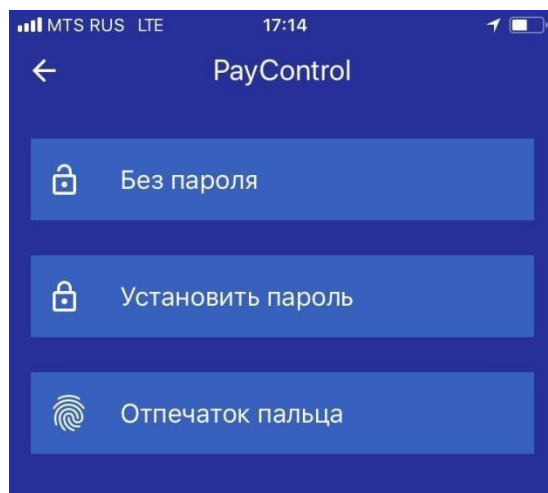 MTS RUS LTE 17:14
PayControl
Без пароля
Установить пароль
Отпечаток пальца